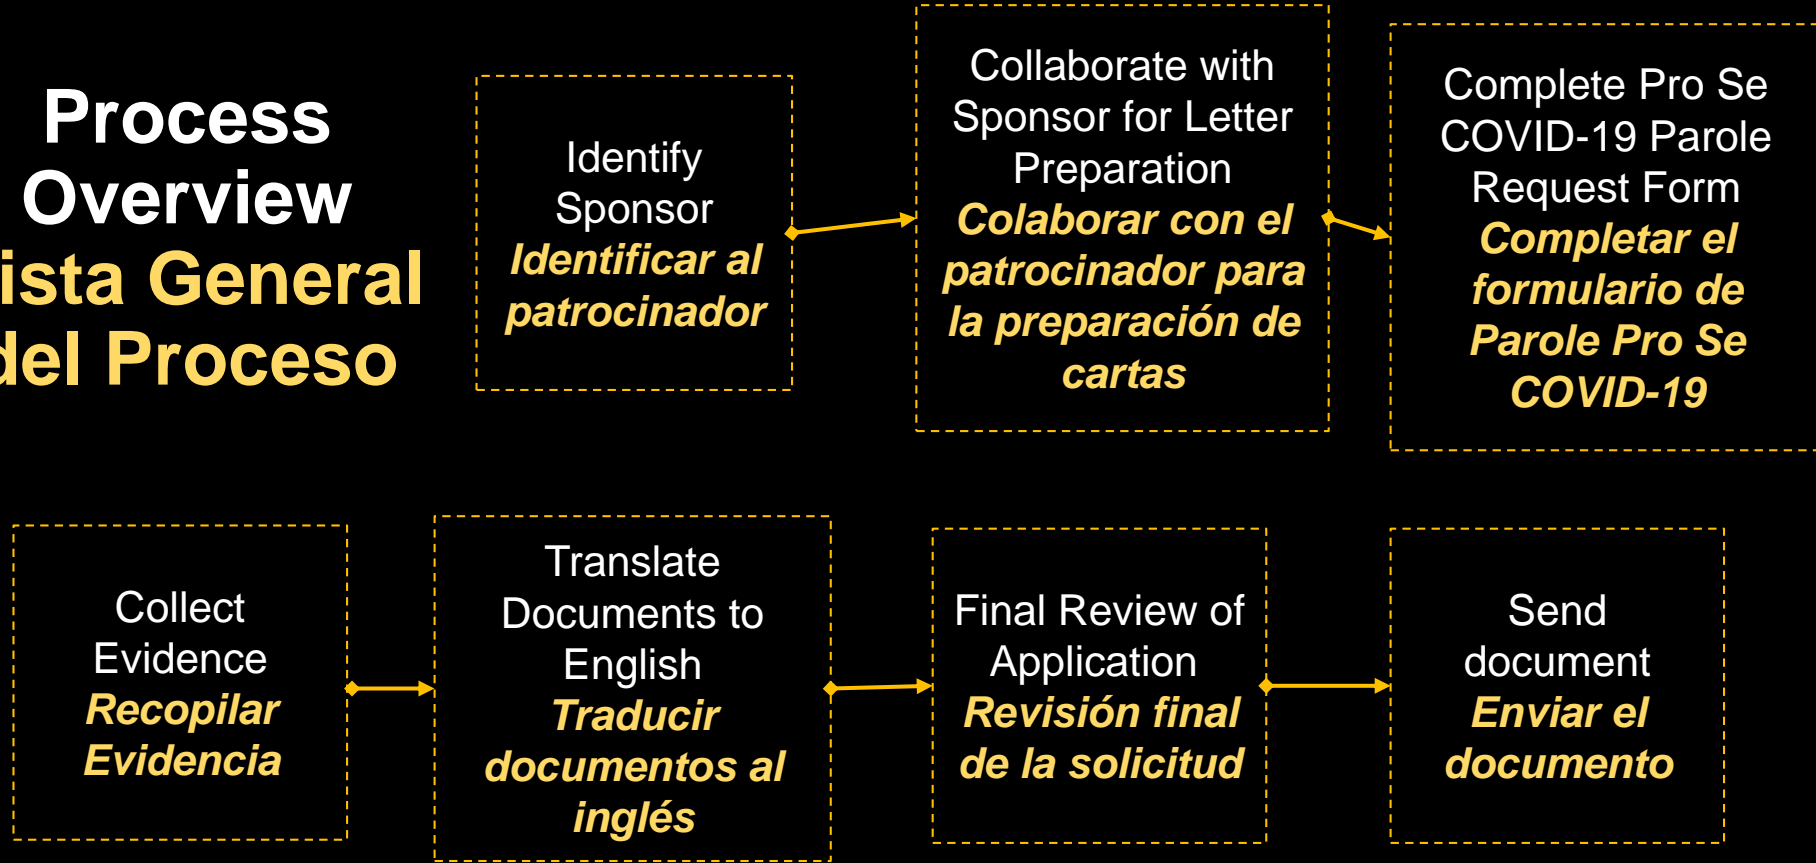 Process
Overview
ista General
del Proceso
Identify
Sponsor
Identificar al
patrocinador
Collaborate with
Sponsor for Letter
Preparation
Colaborar con el
patrocinador para
la preparación de
cartas
Complete Pro Se
COVID-19 Parole
Request Form
Completar el
formulario de
Parole Pro Se
COVID-19
Collect
Evidence
Recopilar
Evidencia
Translate
Documents to
English
Traducir
documentos al
inglés
Final Review of
Application
Revisión final
de la solicitud
Send
document
Enviar el
documento